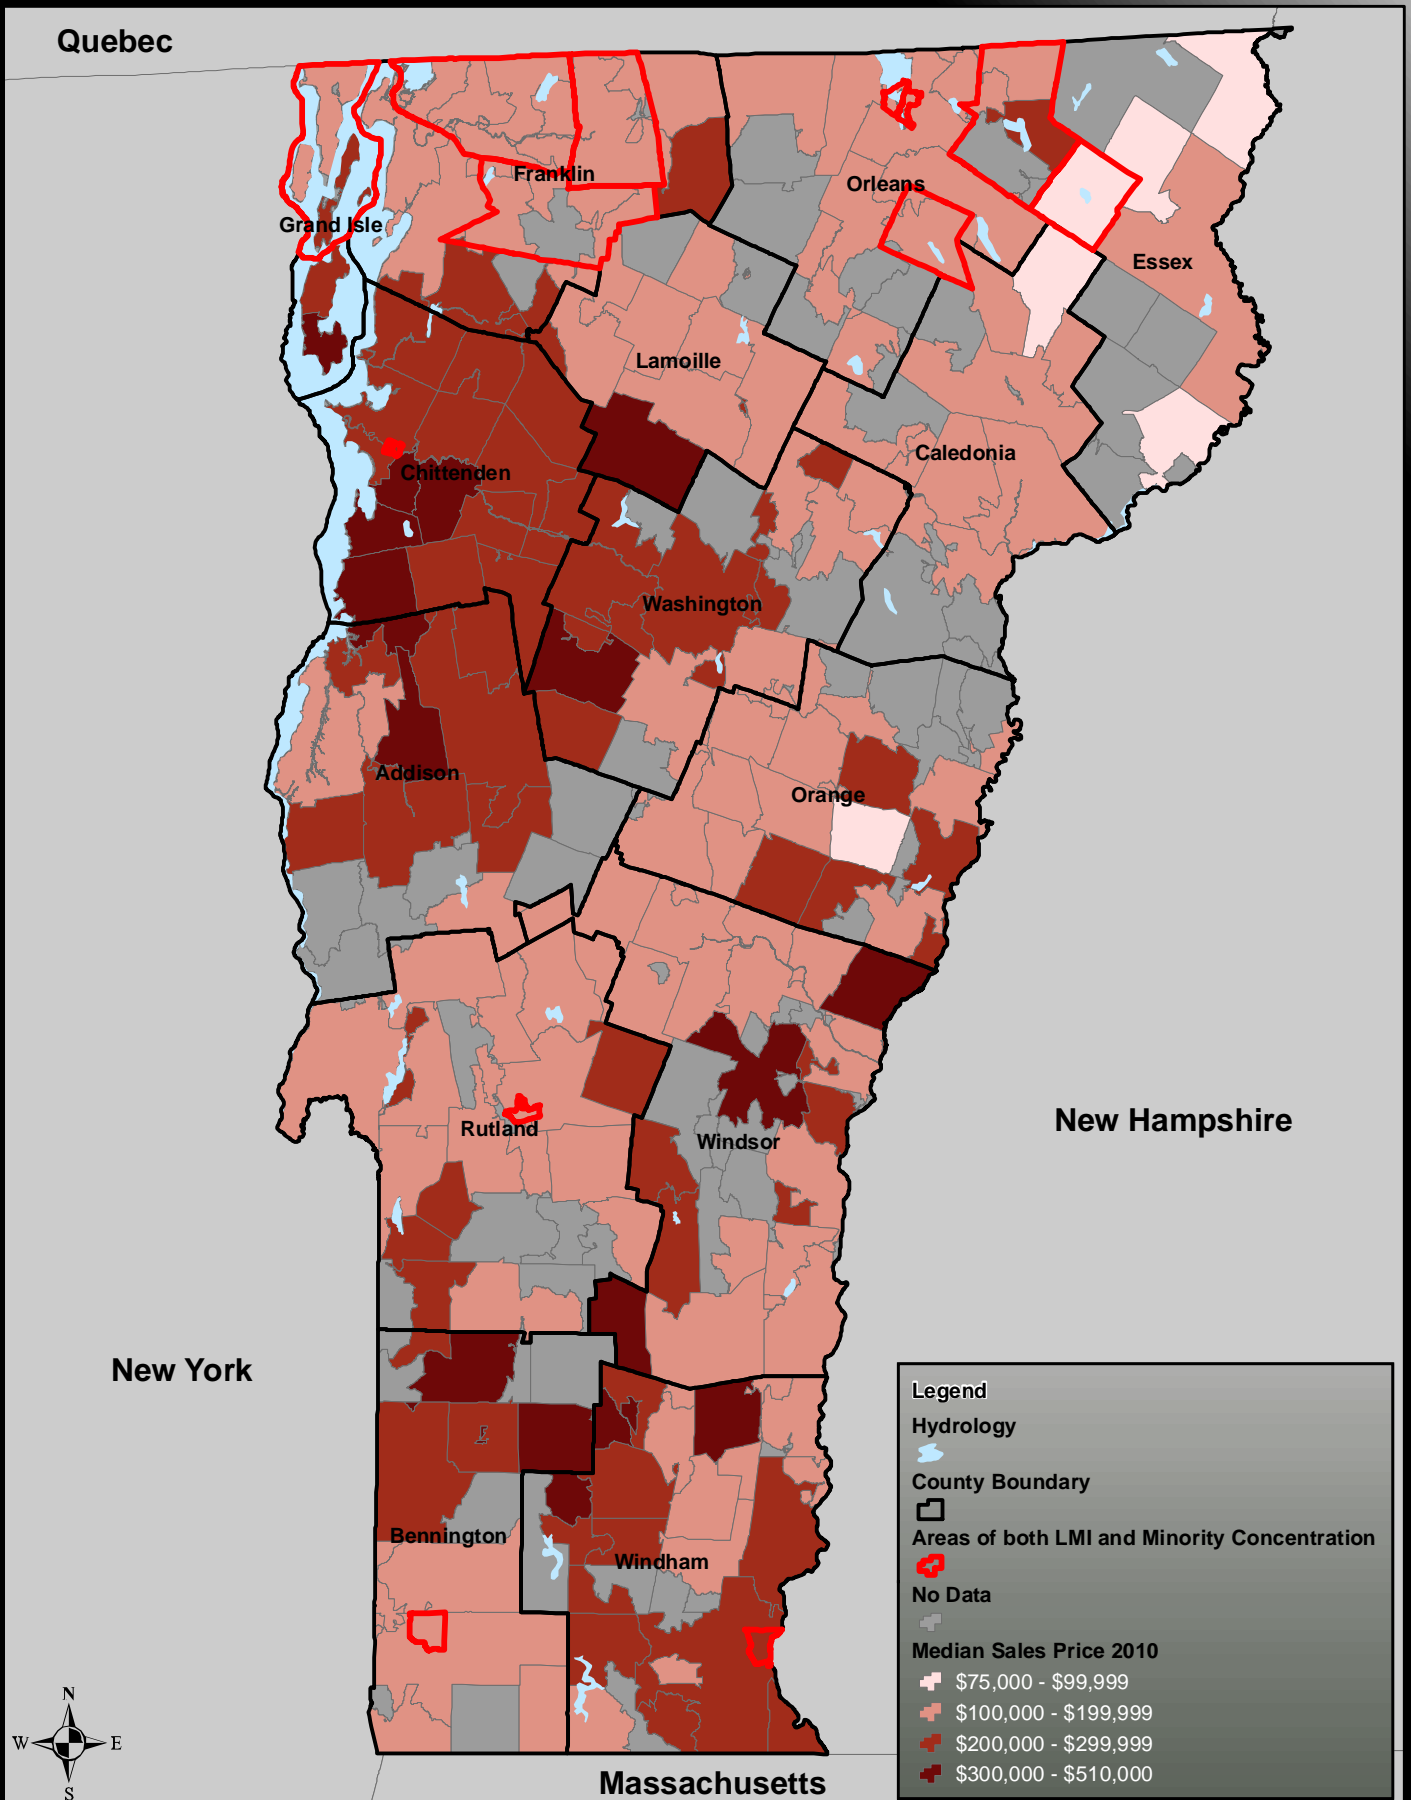 Quebec
Franklin
Orleans
Grand Isle
Essex
Lamoille
Caledonia
Chittenden
Washington
Addison
Orange
New Hampshire
Rutland
Windsor
New York
Bennington
Windham
Massachusetts
N
W
E
S
Legend
Hydrology
County Boundary
Areas of both LMI and Minority Concentration
No Data
Median Sales Price 2010
$75,000 - $99,999
$100,000 - $199,999
$200,000 - $299,999
$300,000 - $510,000